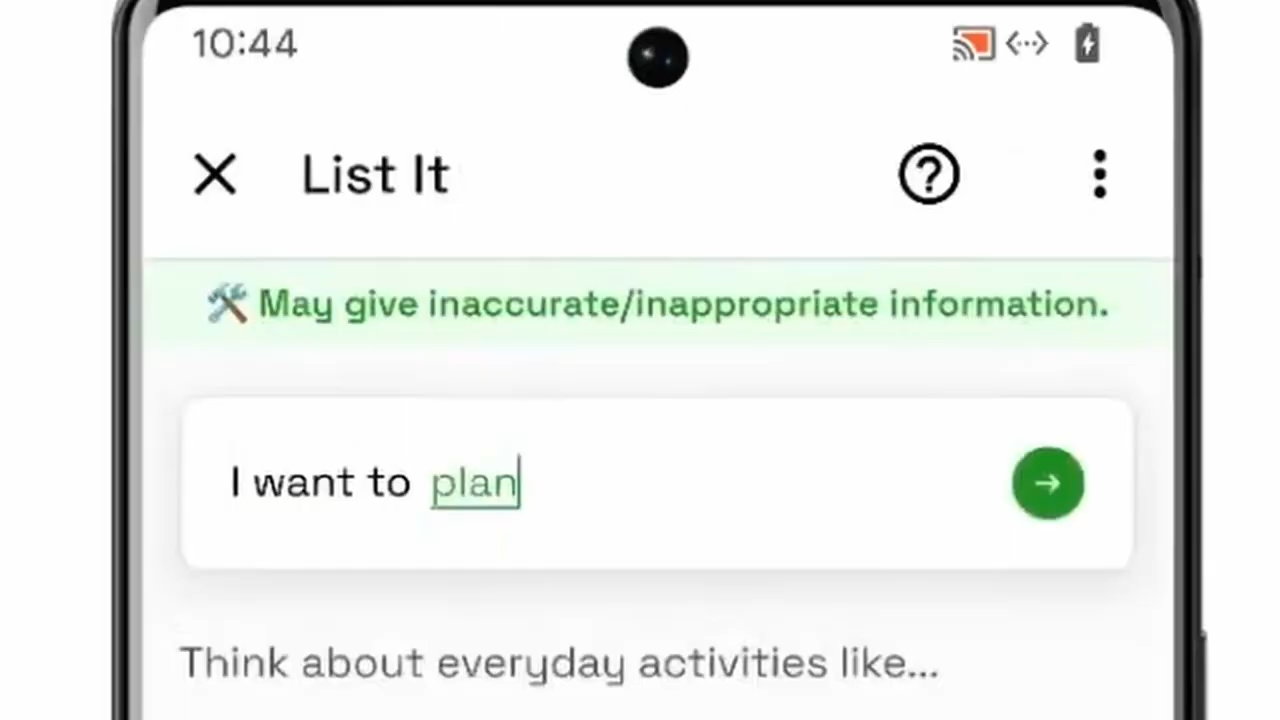 10:44
List It
May give inaccurate/inappropriate information.
I want to plan
Think about everyday activities like...